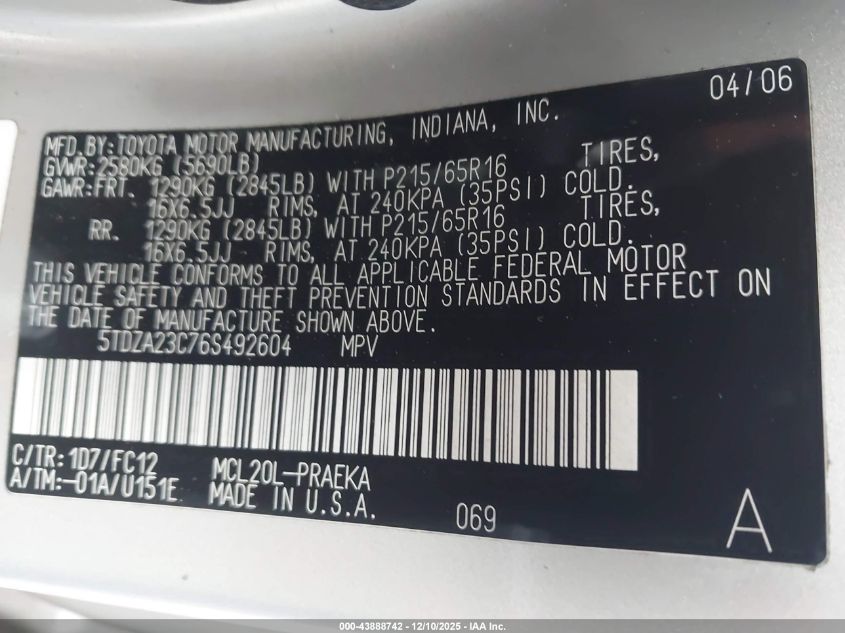 04/06
MFD. BY: TOYOTA MOTOR MANUFACTURING, INDIANA, INC.
GVWR: 2580KG (5690LB)
GAWR: FRT. 1290KG (2845LB) WITH P215/65R16 TIRES,
16X6.5JJ RIMS, AT 240KPA (35PSI) COLD.
RR. 1290KG (2845LB) WITH P215/65R16 TIRES,
16X6.5JJ RIMS, AT 240KPA (35PSI) COLD.
THIS VEHICLE CONFORMS TO ALL APPLICABLE FEDERAL MOTOR
VEHICLE SAFETY AND THEFT PREVENTION STANDARDS IN EFFECT ON
THE DATE OF MANUFACTURE SHOWN ABOVE.
5TDZA23C76S492604 MPV
C/TR: 1D7/FC12 MCL20L-PRAEKA
A/TM:-01A/U151E MADE IN U.S.A.
069
A
000-43888742 - 12/10/2025 - IAA Inc.